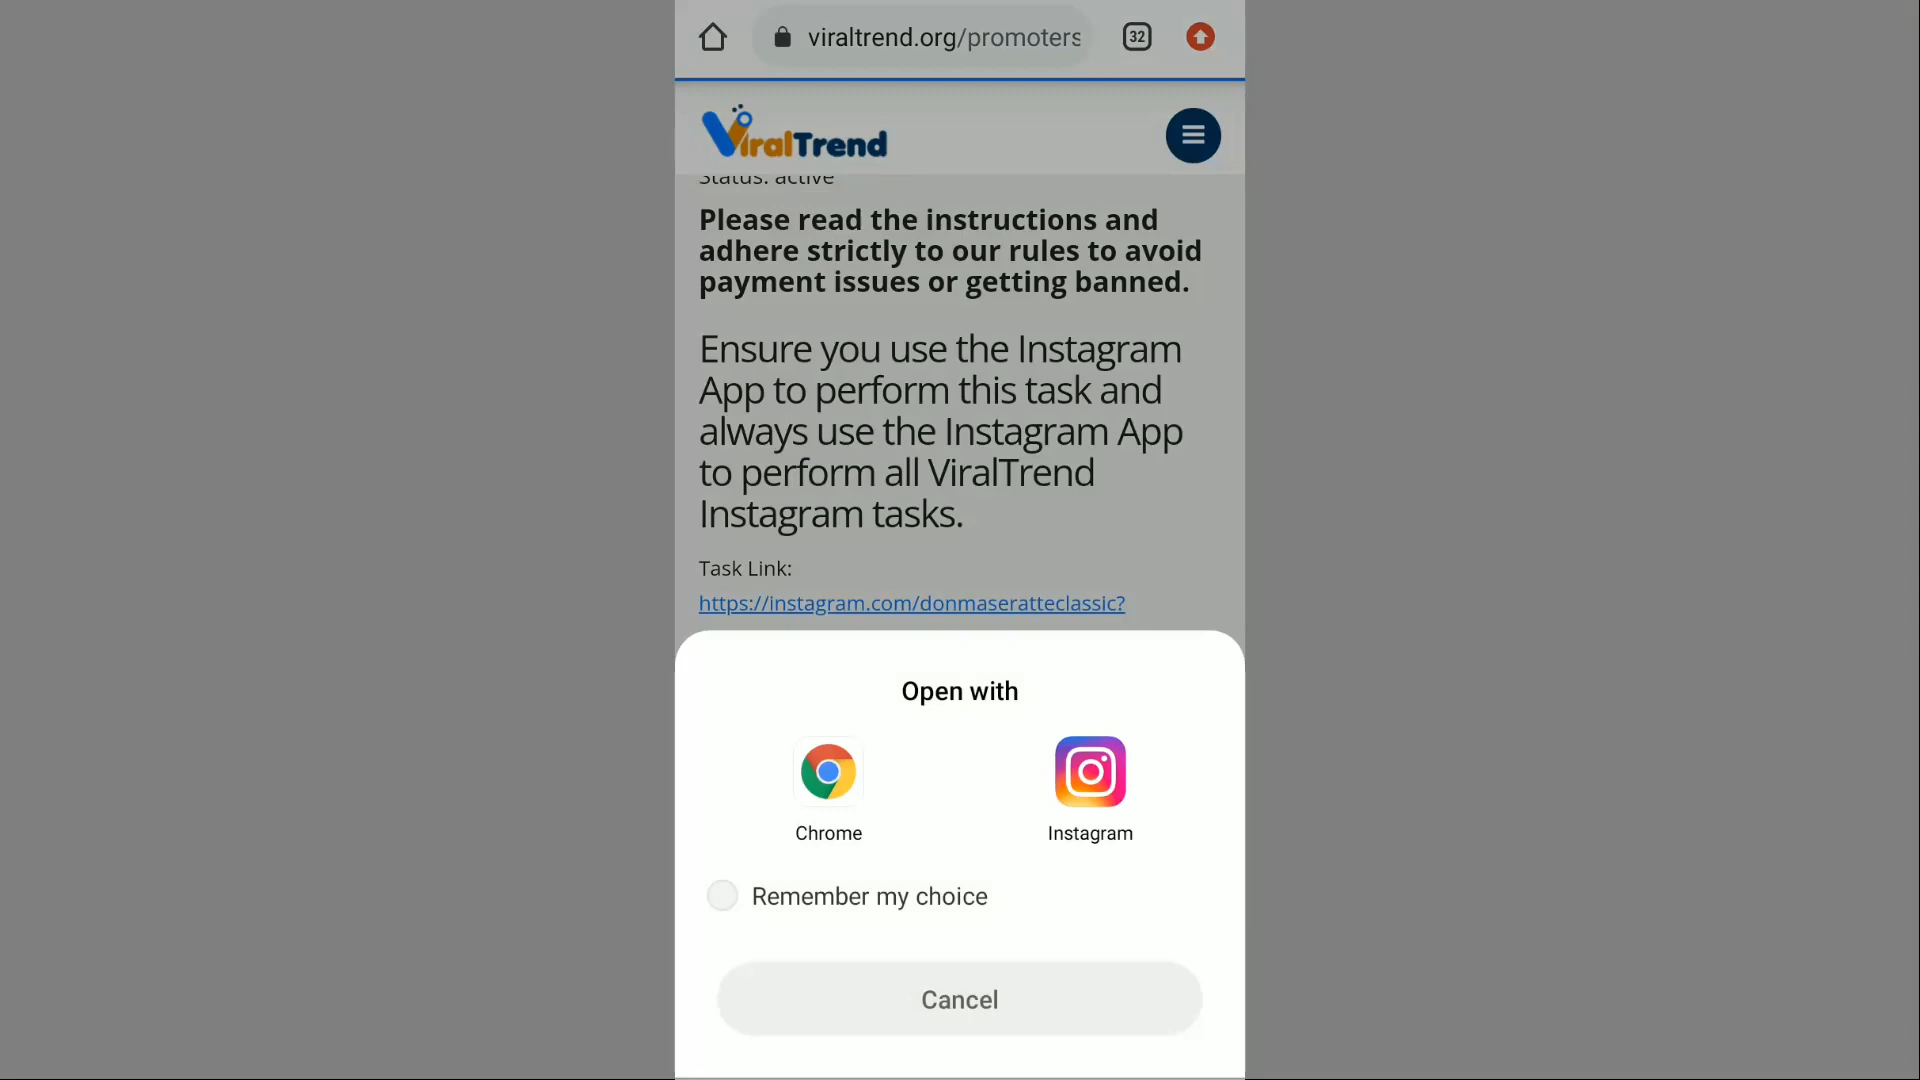 viraltrend.org/promoters
32
ViralTrend
Status: active
Please read the instructions and
adhere strictly to our rules to avoid
payment issues or getting banned.
Ensure you use the Instagram
App to perform this task and
always use the Instagram App
to perform all ViralTrend
Instagram tasks.
Task Link:
https://instagram.com/donmaseratteclassic?
Open with
Chrome
Instagram
Remember my choice
Cancel